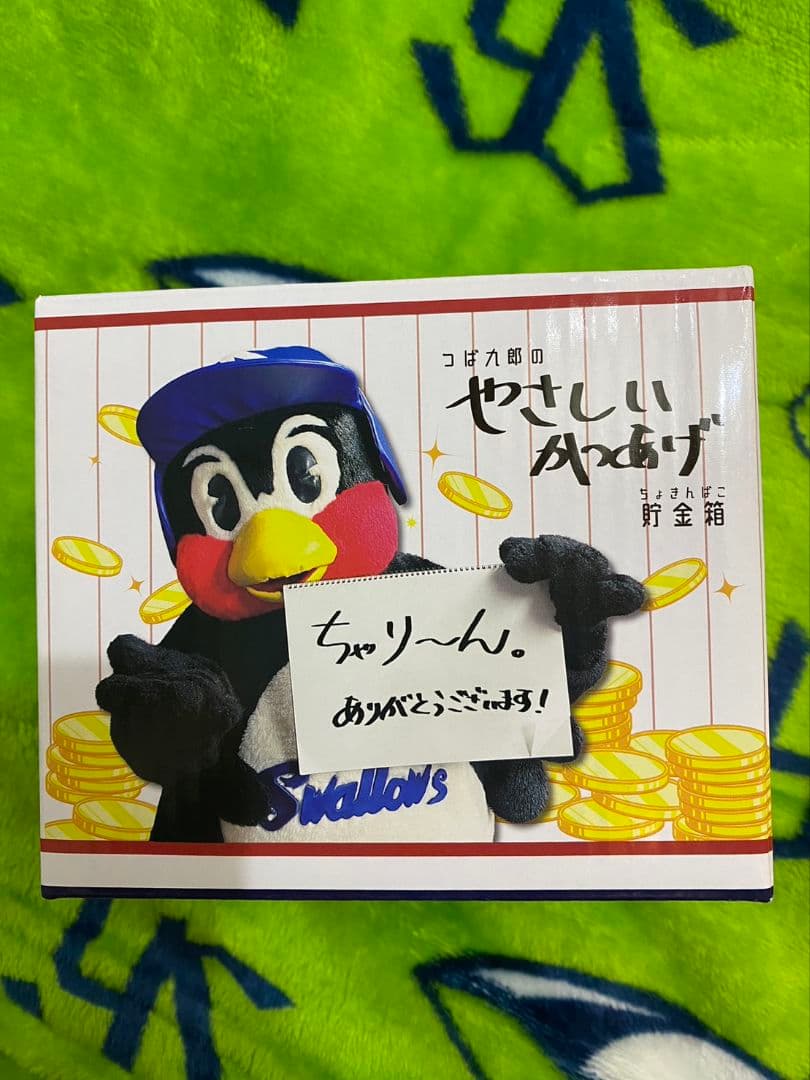 つば九郎の
やさしい
かつあげ
ちょきんばこ
貯金箱
ちゃり〜ん。
ありがとうございます!
Swallows